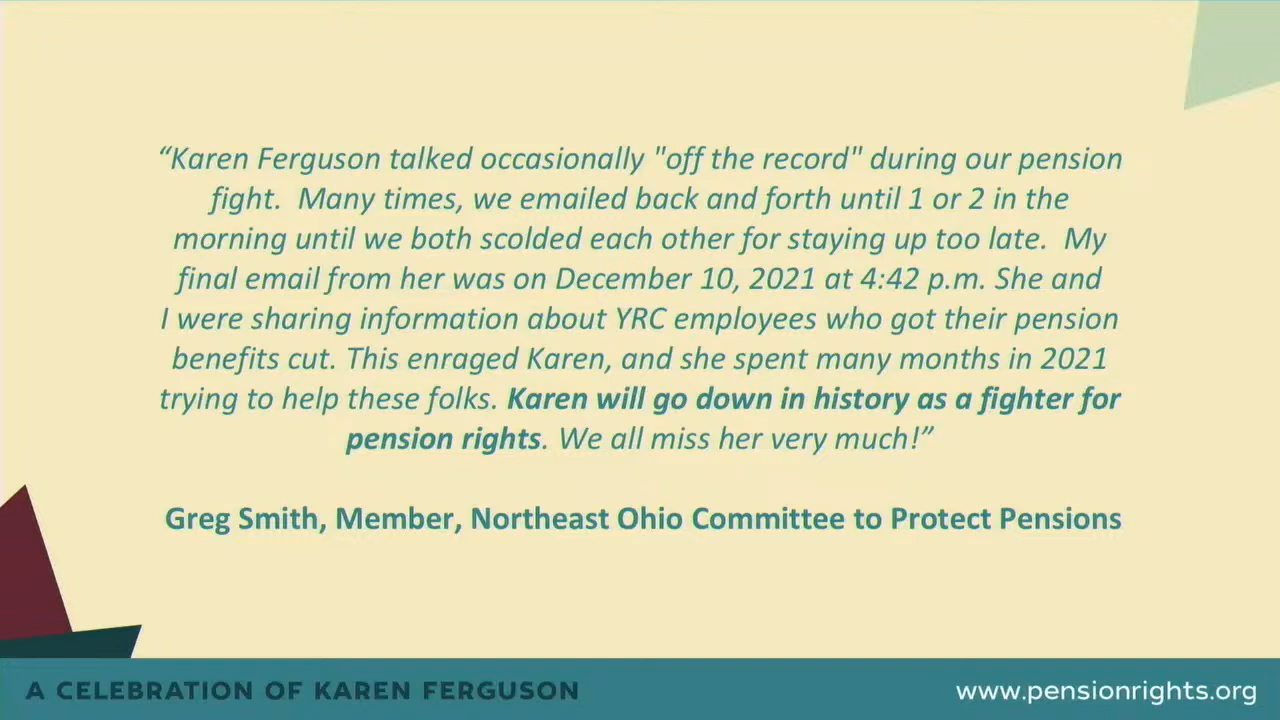 “Karen Ferguson talked occasionally "off the record" during our pension
fight.  Many times, we emailed back and forth until 1 or 2 in the
morning until we both scolded each other for staying up too late.  My
final email from her was on December 10, 2021 at 4:42 p.m. She and
I were sharing information about YRC employees who got their pension
benefits cut. This enraged Karen, and she spent many months in 2021
trying to help these folks. Karen will go down in history as a fighter for
pension rights. We all miss her very much!”
Greg Smith, Member, Northeast Ohio Committee to Protect Pensions
A CELEBRATION OF KAREN FERGUSON
www.pensionrights.org